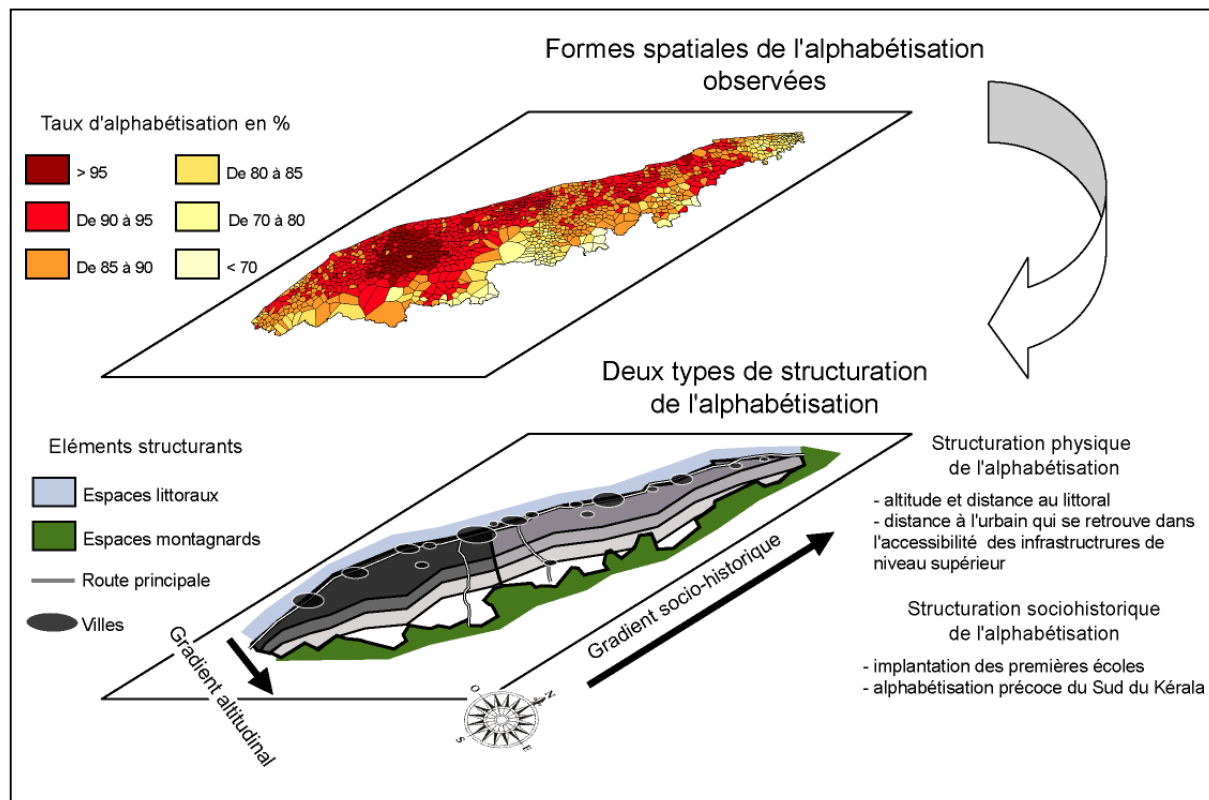 Formes spatiales de l'alphabétisation
observées
Taux d'alphabétisation en %
> 95
De 80 à 85
De 90 à 95
De 70 à 80
De 85 à 90
< 70
Deux types de structuration
de l'alphabétisation
Eléments structurants
Espaces littoraux
Espaces montagnards
Route principale
Villes
Gradient altitudinal
Gradient socio-historique
O
N
S
E
Structuration physique
de l'alphabétisation
- altitude et distance au littoral
- distance à l'urbain qui se retrouve dans
l'accessibilité des infrastructrures de
niveau supérieur
Structuration sociohistorique
de l'alphabétisation
- implantation des premières écoles
- alphabétisation précoce du Sud du Kérala